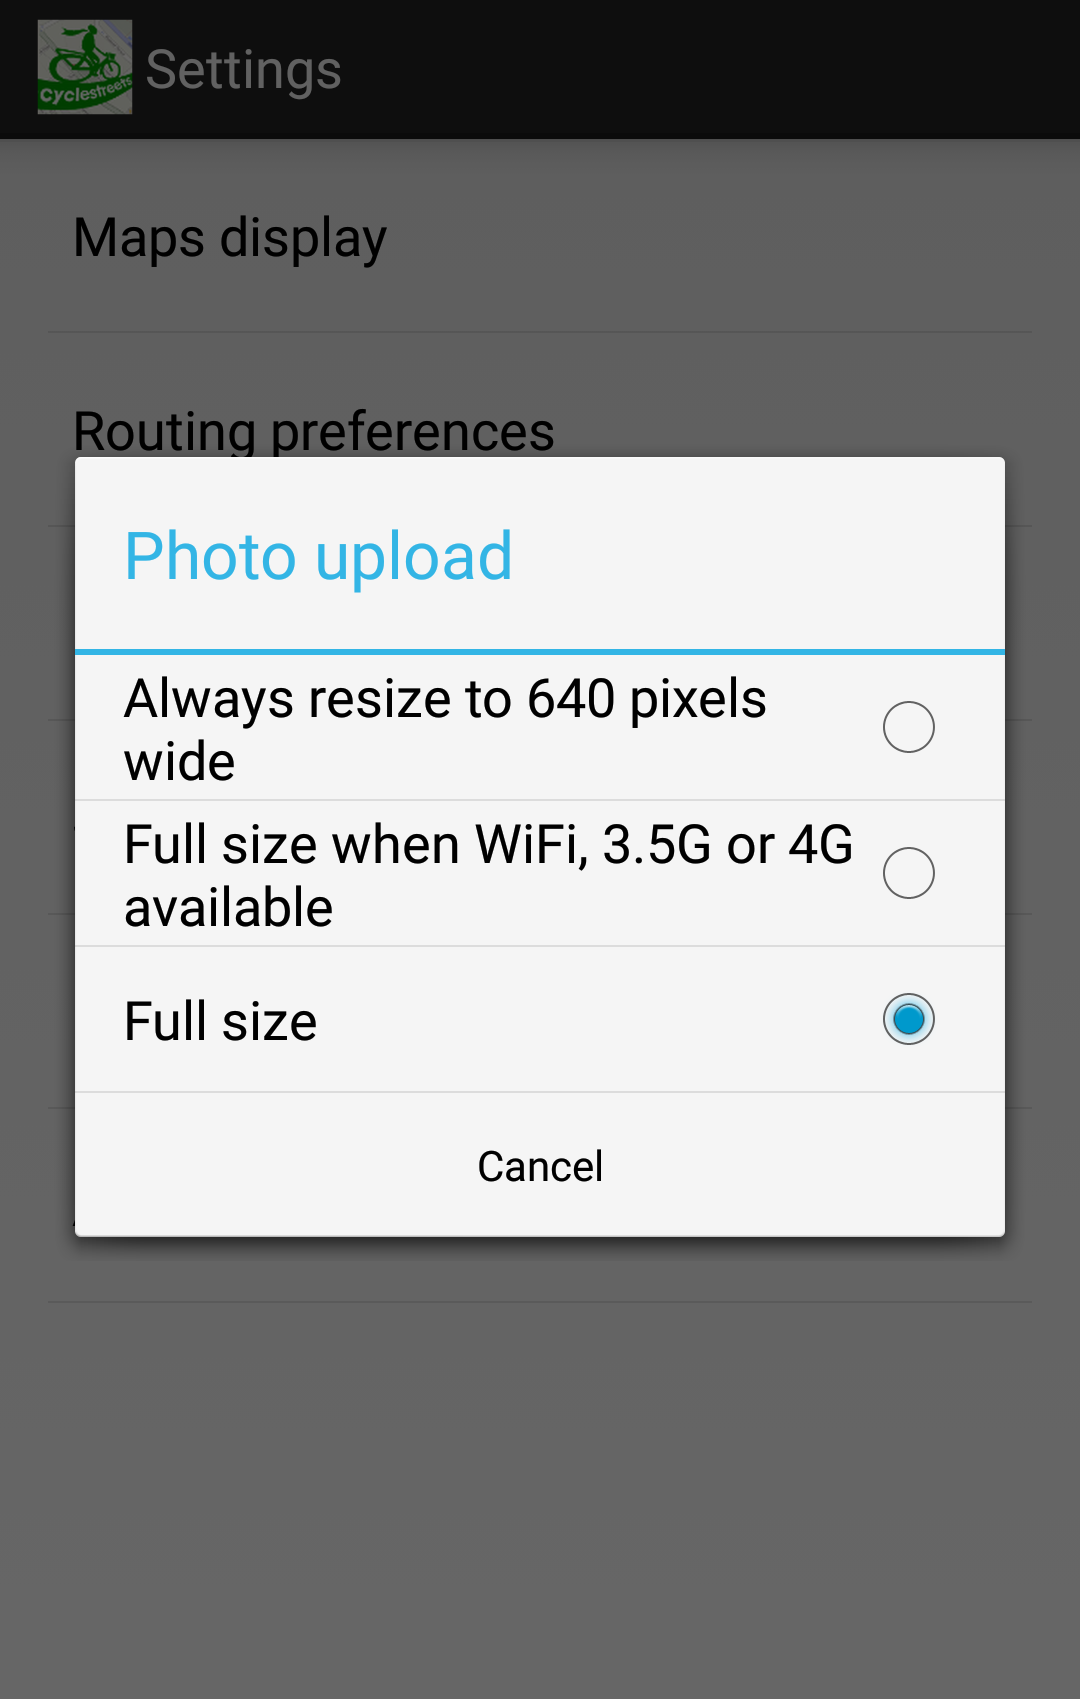 Cyclestreets
Settings
Maps display
Routing preferences
Photo upload
Always resize to 640 pixels
wide
Full size when WiFi, 3.5G or 4G
available
Full size
Cancel